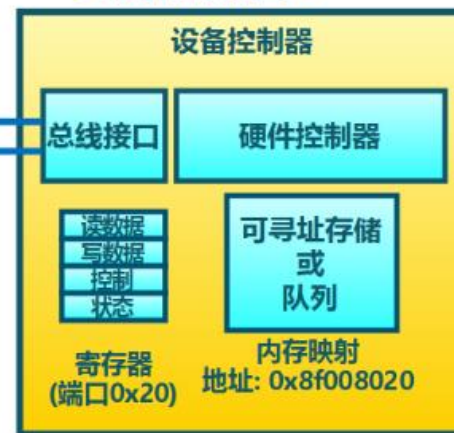 设备控制器
总线接口
硬件控制器
读数据
写数据
控制
状态
寄存器
(端口0x20)
可寻址存储
或
队列
内存映射
地址: 0x8f008020